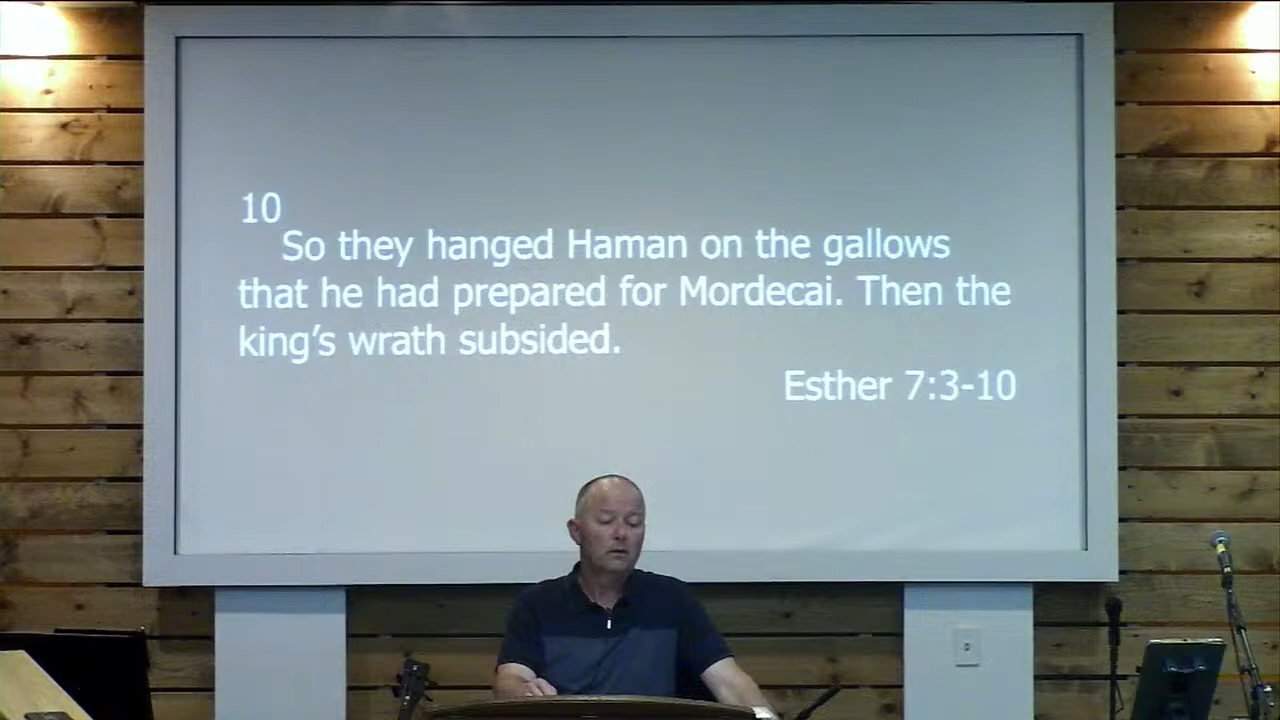 10
So they hanged Haman on the gallows
that he had prepared for Mordecai. Then the
king’s wrath subsided.
Esther 7:3-10